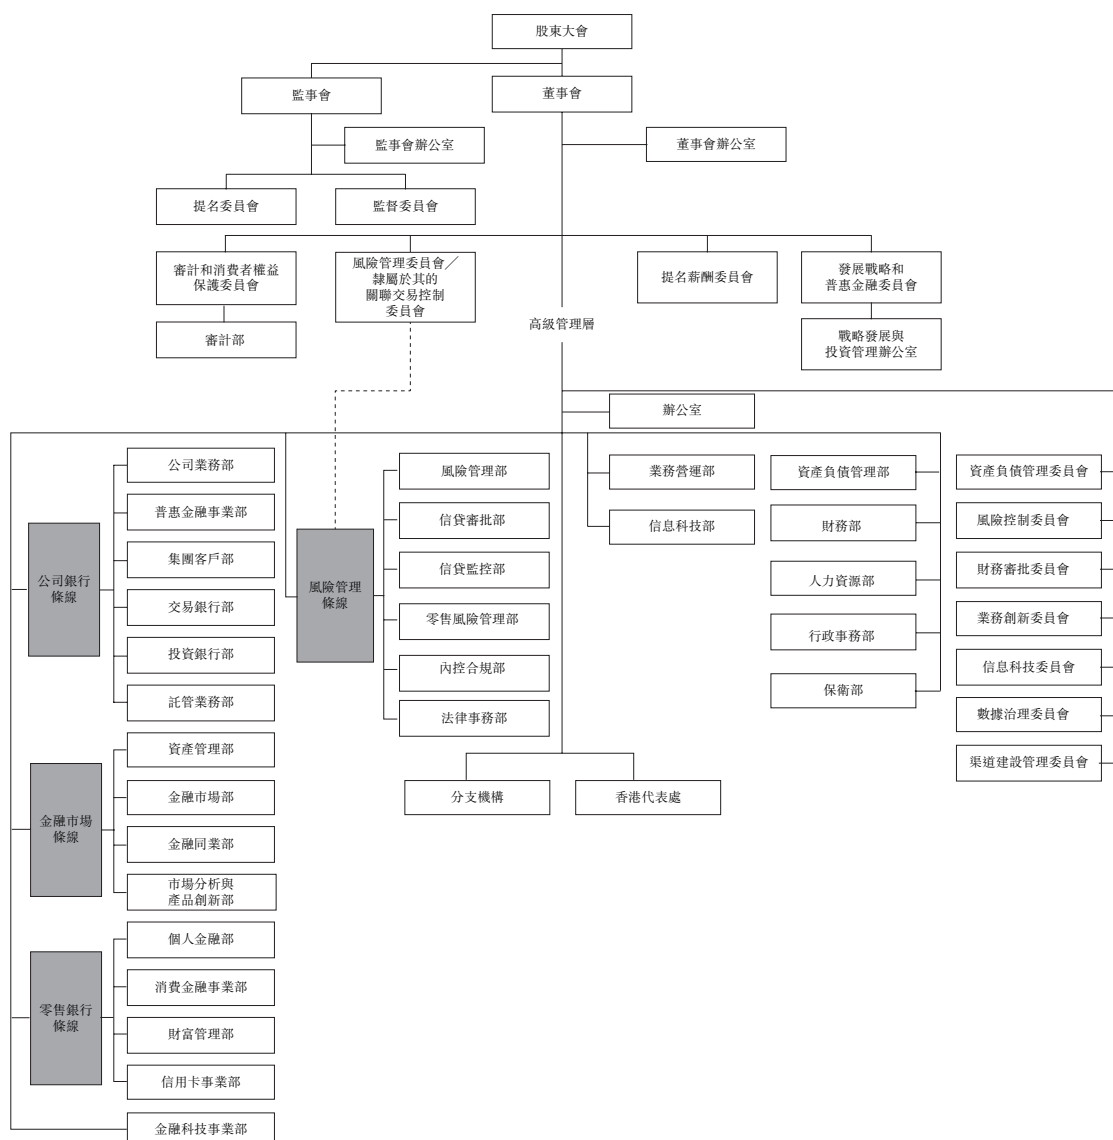 股東大會
監事會
董事會
監事會辦公室
董事會辦公室
提名委員會
監督委員會
審計和消費者權益
保護委員會
風險管理委員會／
隸屬於其的
關聯交易控制
委員會
提名薪酬委員會
發展戰略和
普惠金融委員會
審計部
高級管理層
戰略發展與
投資管理辦公室
辦公室
公司銀行
條線
公司業務部
普惠金融事業部
集團客戶部
交易銀行部
投資銀行部
託管業務部
風險管理
條線
風險管理部
信貸審批部
信貸監控部
零售風險管理部
內控合規部
法律事務部
業務營運部
信息科技部
資產負債管理部
財務部
人力資源部
行政事務部
保衛部
資產負債管理委員會
風險控制委員會
財務審批委員會
業務創新委員會
信息科技委員會
數據治理委員會
渠道建設管理委員會
分支機構
香港代表處
金融市場
條線
資產管理部
金融市場部
金融同業部
市場分析與
產品創新部
零售銀行
條線
個人金融部
消費金融事業部
財富管理部
信用卡事業部
金融科技事業部